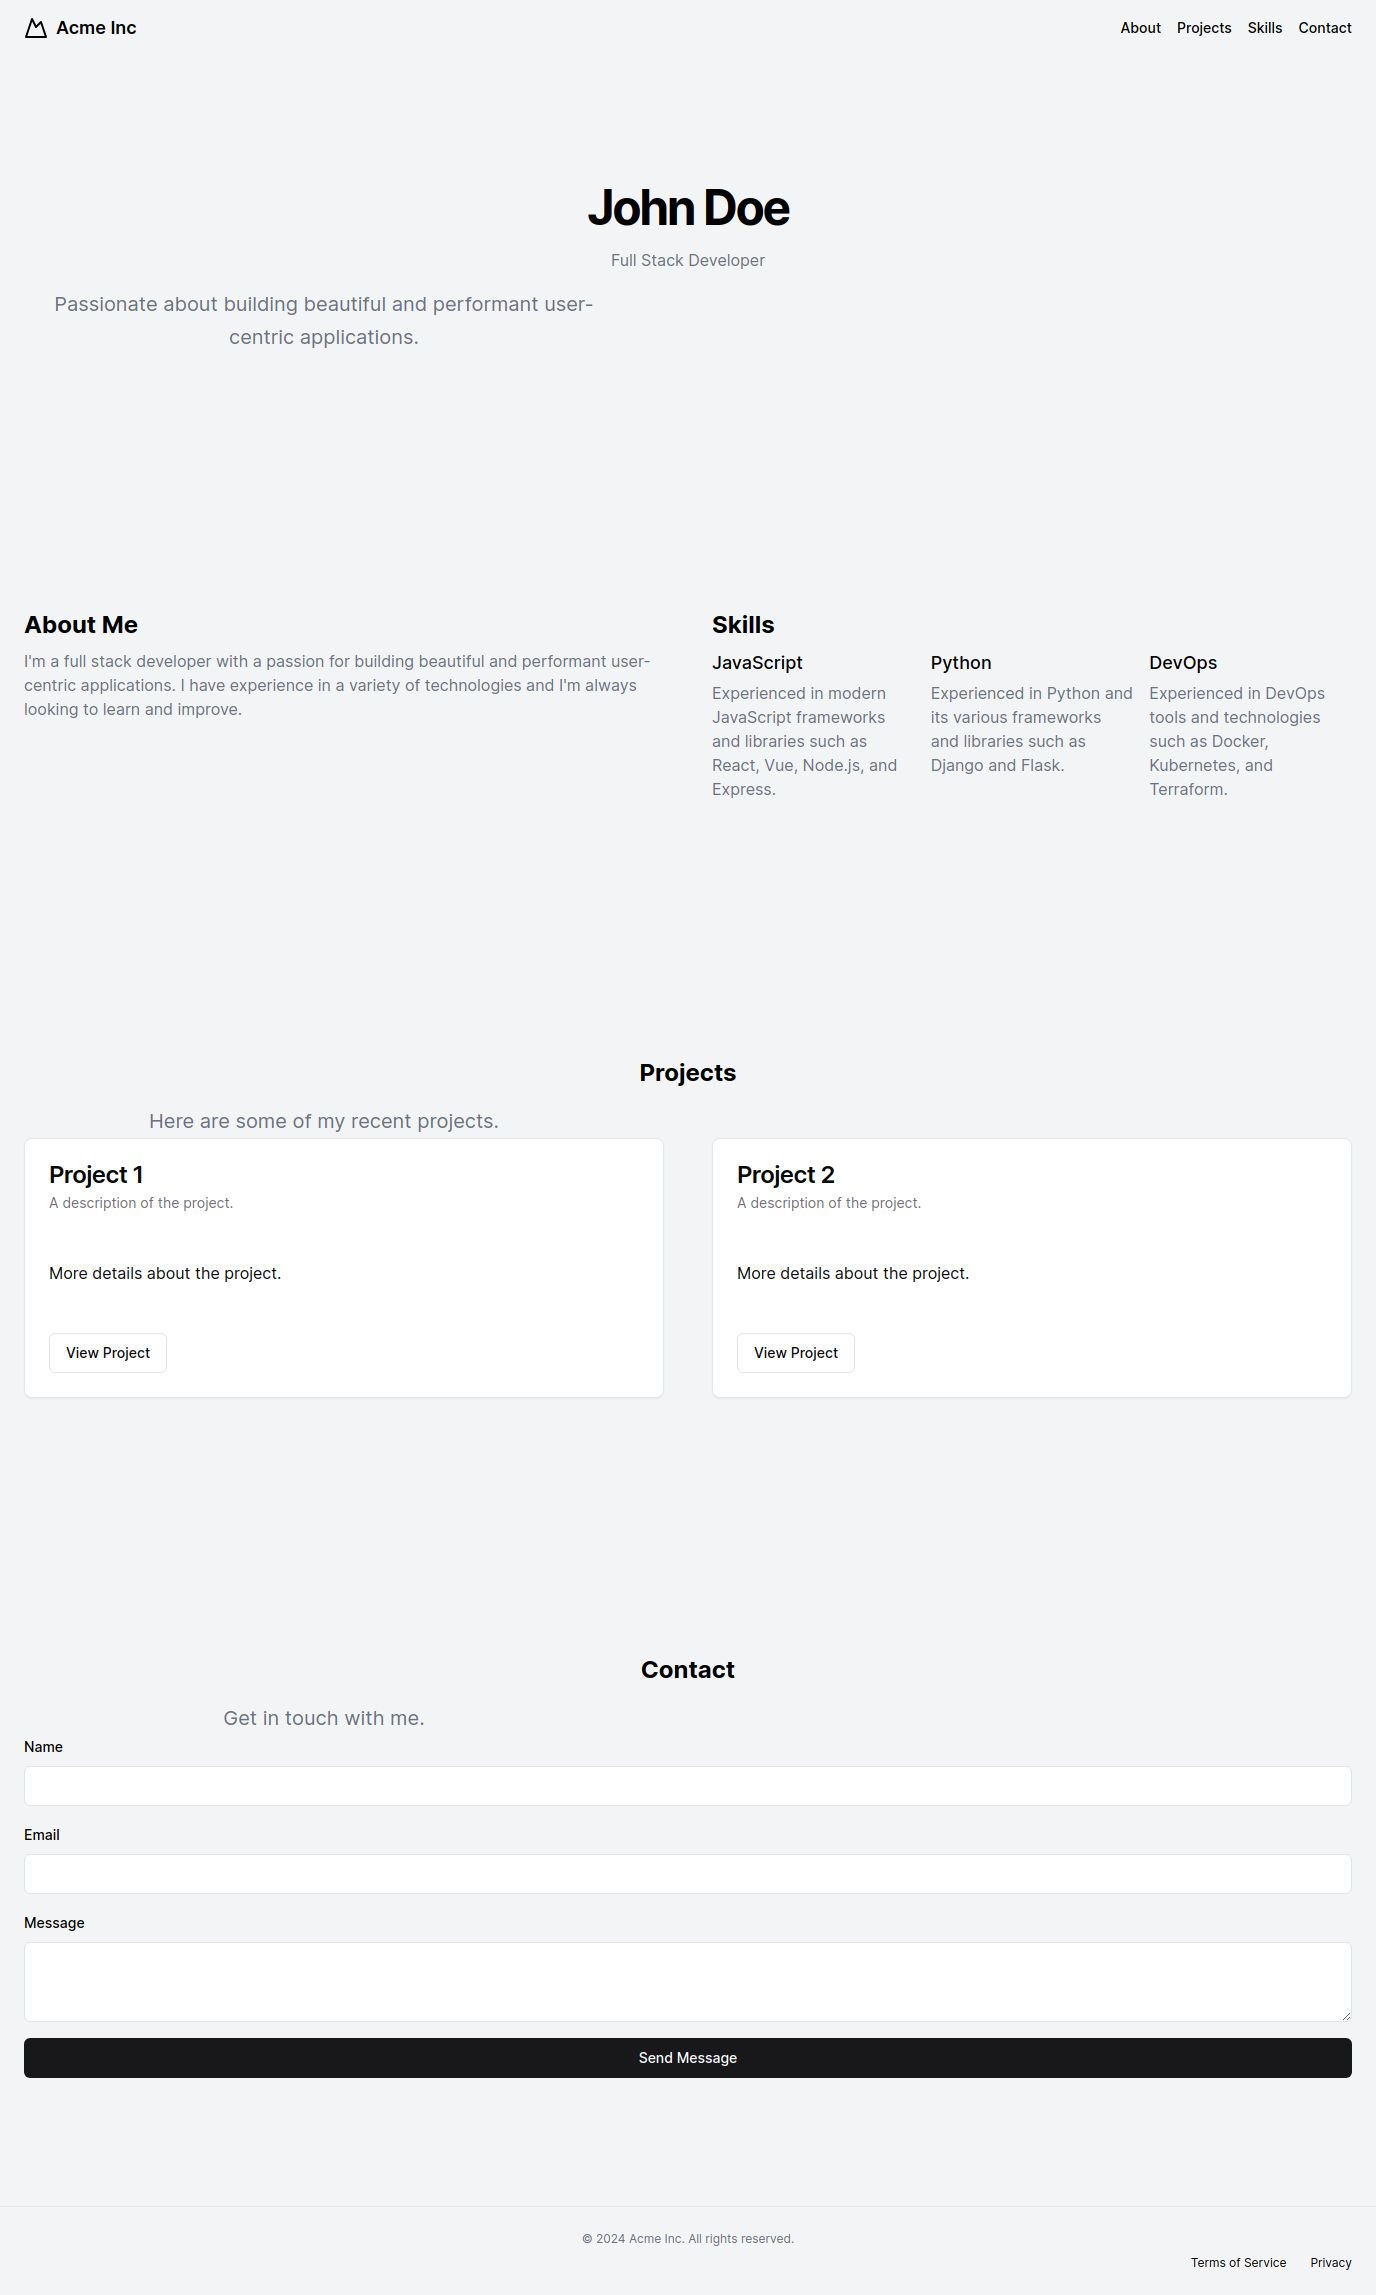 Acme Inc
About Projects Skills Contact
John Doe
Full Stack Developer
Passionate about building beautiful and performant user-
centric applications.
About Me
I'm a full stack developer with a passion for building beautiful and performant user-
centric applications. I have experience in a variety of technologies and I'm always
looking to learn and improve.
Skills
JavaScript
Experienced in modern
JavaScript frameworks
and libraries such as
React, Vue, Node.js, and
Express.
Python
Experienced in Python and
its various frameworks
and libraries such as
Django and Flask.
DevOps
Experienced in DevOps
tools and technologies
such as Docker,
Kubernetes, and
Terraform.
Projects
Here are some of my recent projects.
Project 1
A description of the project.
More details about the project.
View Project
Project 2
A description of the project.
More details about the project.
View Project
Contact
Get in touch with me.
Name
Email
Message
Send Message
© 2024 Acme Inc. All rights reserved.
Terms of Service Privacy